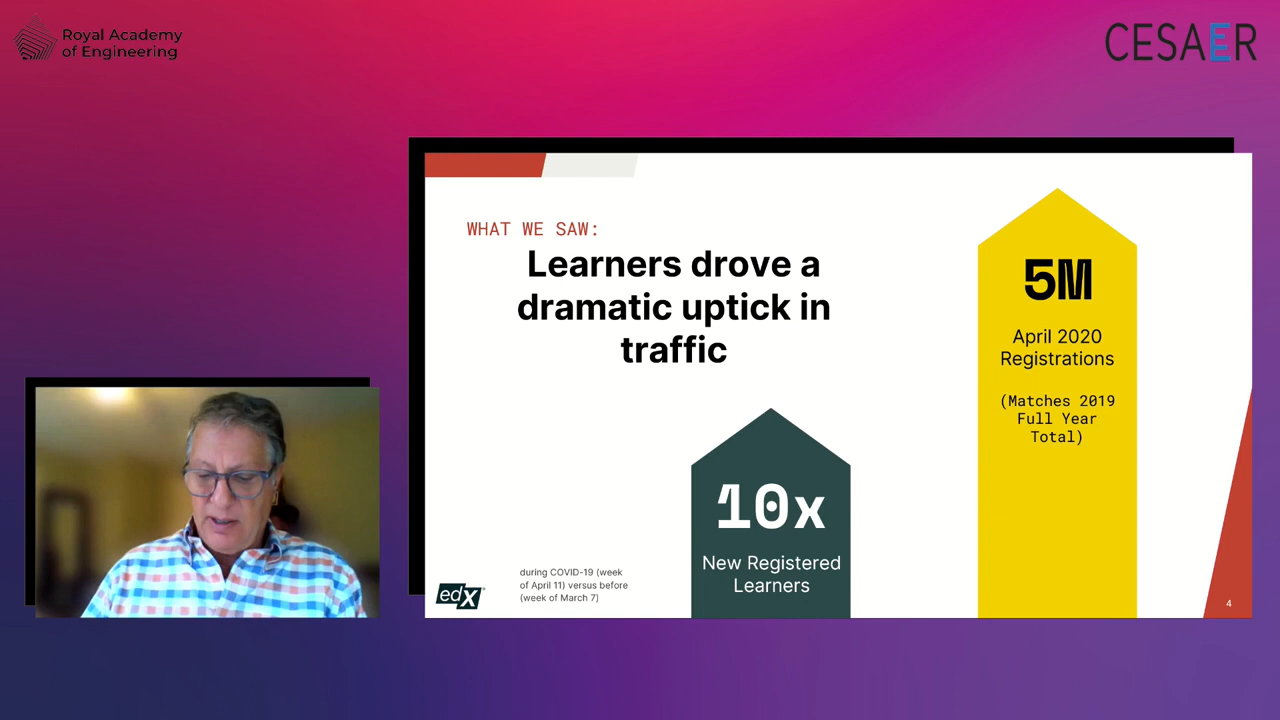 Royal Academy
of Engineering
CESAER
WHAT WE SAW:
Learners drove a
dramatic uptick in
traffic
5M
April 2020
Registrations
(Matches 2019
Full Year
Total)
10x
New Registered
Learners
during COVID-19 (week
of April 11) versus before
(week of March 7)
edX
4